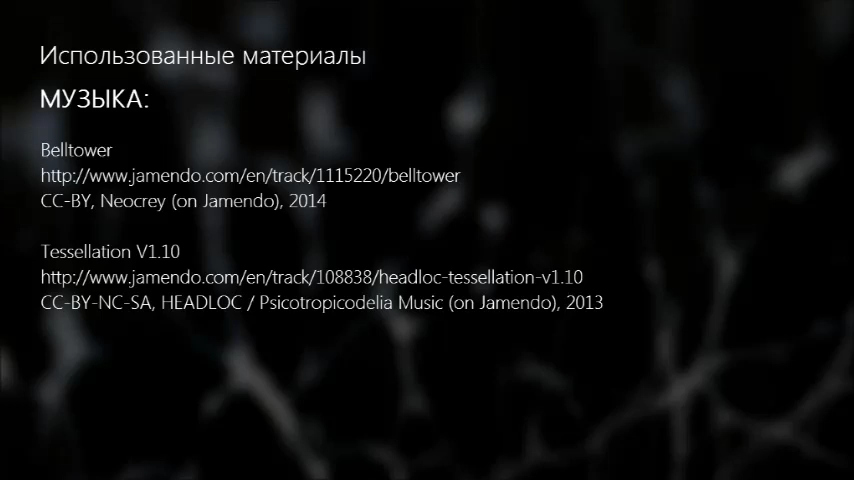 Использованные материалы
МУЗЫКА:
Belltower
http://www.jamendo.com/en/track/1115220/belltower
CC-BY, Neocrey (on Jamendo), 2014
Tessellation V1.10
http://www.jamendo.com/en/track/108838/headloc-tessellation-v1.10
CC-BY-NC-SA, HEADLOC / Psicotropicodelia Music (on Jamendo), 2013